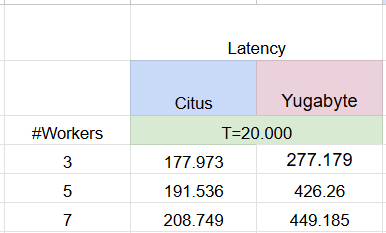 Latency
Citus Yugabyte
#Workers T=20.000
3 177.973 277.179
5 191.536 426.26
7 208.749 449.185